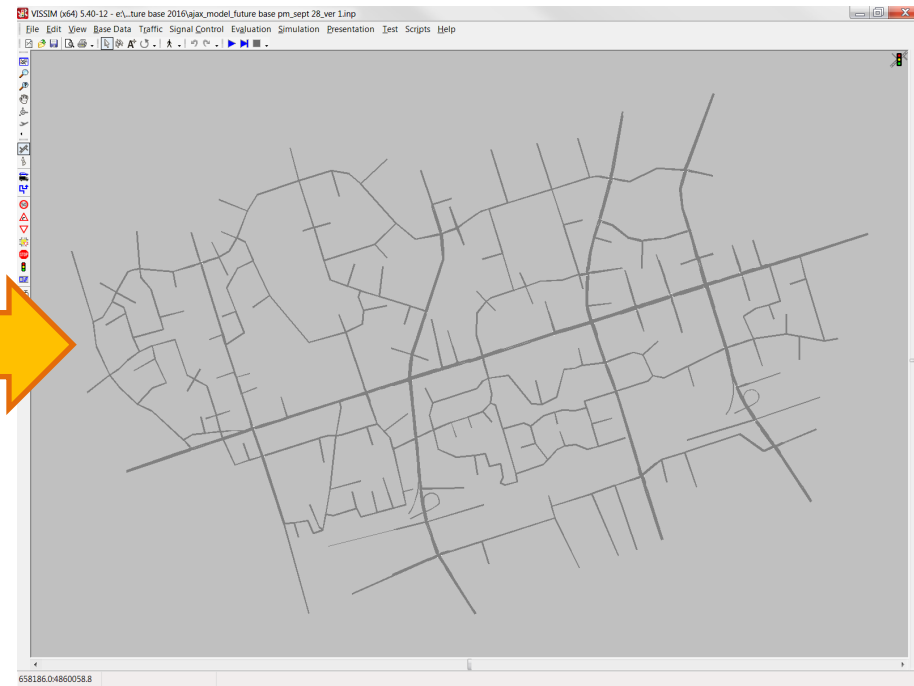 VISSIM (x64) 5.40-12 - e:\...ture base 2016\ajax_model_future base pm_sept 28_ver 1.inp
File Edit View Base Data Traffic Signal Control Evaluation Simulation Presentation Test Scripts Help
STOP
658186.0:4860058.8